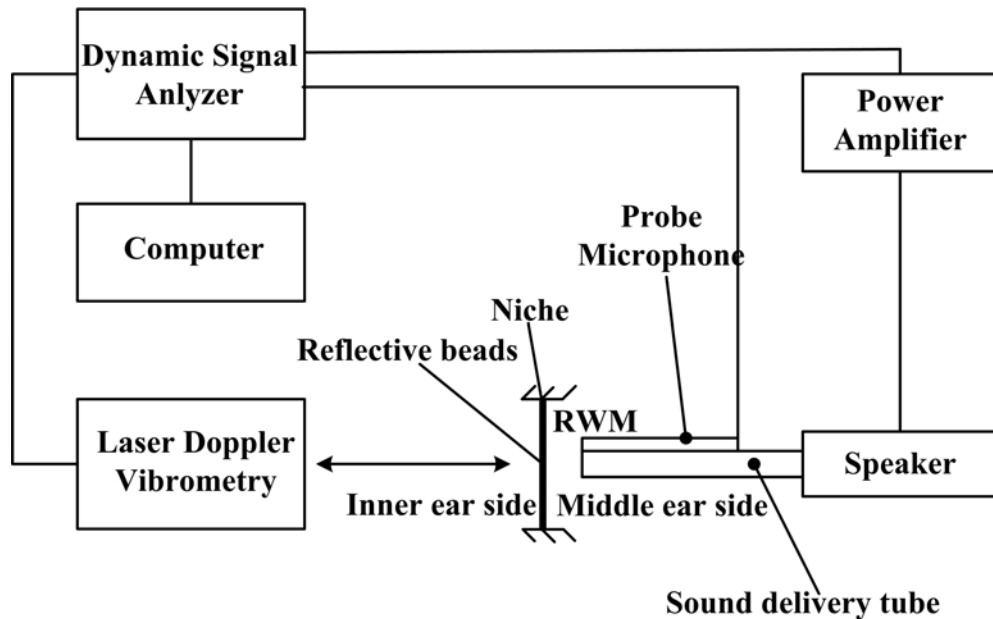 Dynamic Signal
Anlyzer
Power
Amplifier
Computer
Probe
Microphone
Niche
Reflective beads
RWM
Laser Doppler
Vibrometry
Inner ear side
Middle ear side
Speaker
Sound delivery tube